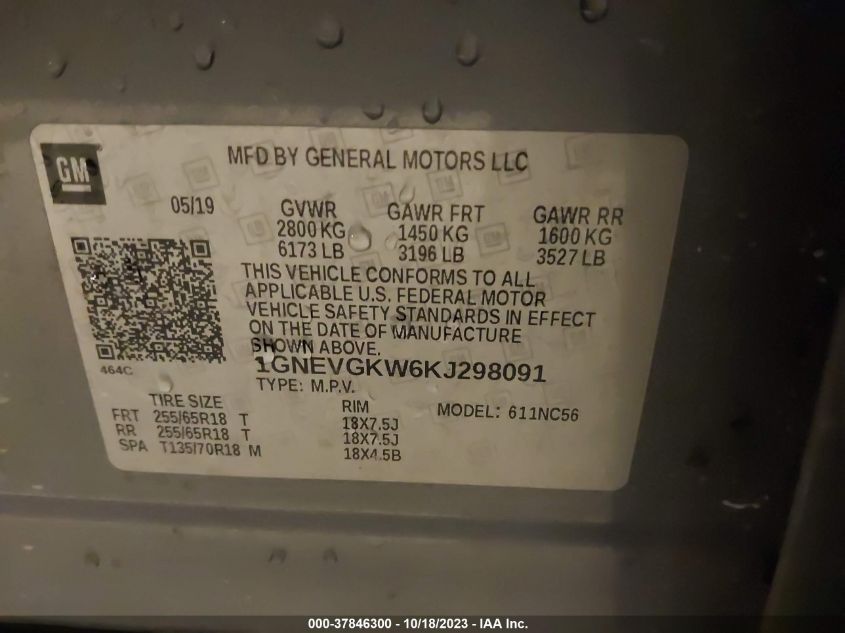 GM
MFD BY GENERAL MOTORS LLC
05/19 GVWR GAWR FRT GAWR RR
2800 KG 1450 KG 1600 KG
6173 LB 3196 LB 3527 LB
THIS VEHICLE CONFORMS TO ALL
APPLICABLE U.S. FEDERAL MOTOR
VEHICLE SAFETY STANDARDS IN EFFECT
ON THE DATE OF MANUFACTURE
SHOWN ABOVE.
464C
1GNEVGKW6KJ298091
TYPE: M.P.V.
TIRE SIZE RIM MODEL: 611NC56
FRT 255/65R18 T 18X7.5J
RR 255/65R18 T 18X7.5J
SPA T135/70R18 M 18X4.5B
000-37846300 - 10/18/2023 - IAA Inc.